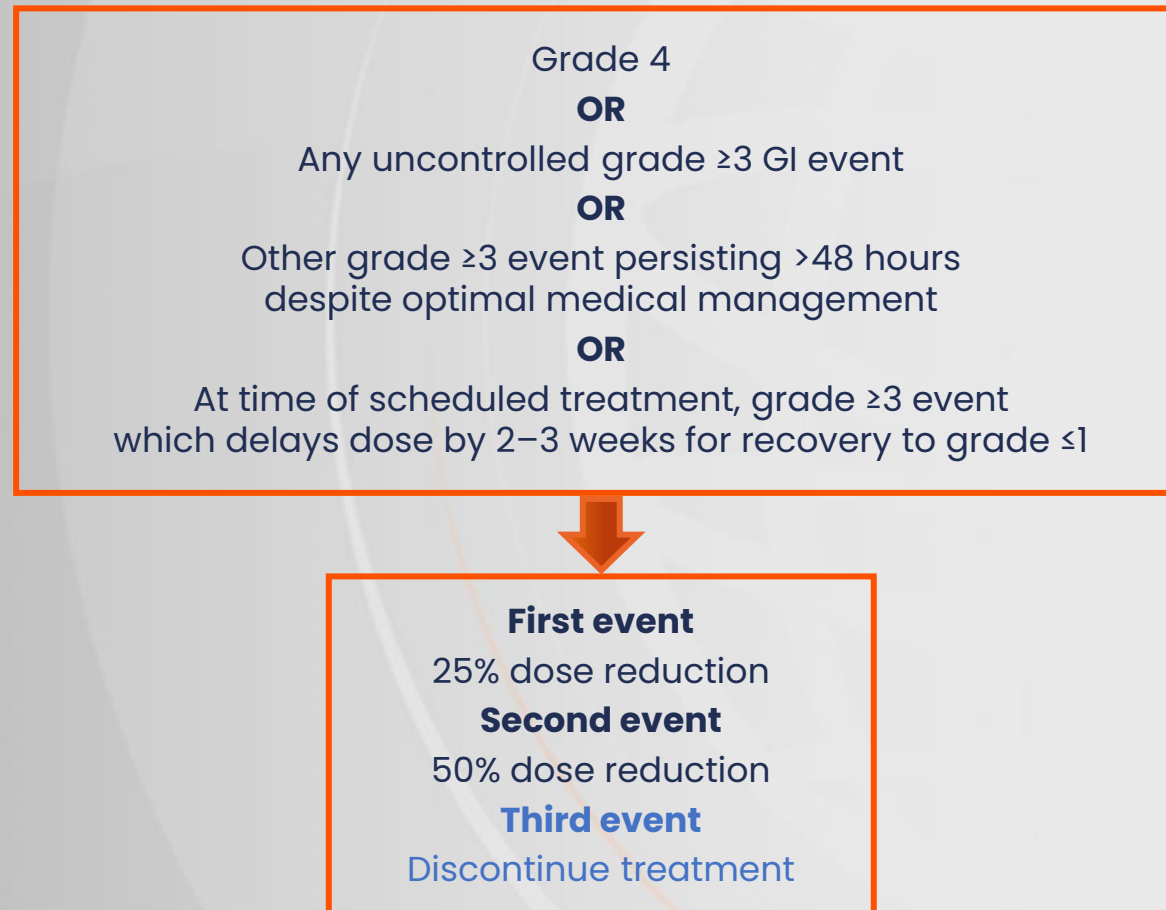 Grade 4
OR
Any uncontrolled grade ≥3 GI event
OR
Other grade ≥3 event persisting >48 hours
despite optimal medical management
OR
At time of scheduled treatment, grade ≥3 event
which delays dose by 2–3 weeks for recovery to grade ≤1
First event
25% dose reduction
Second event
50% dose reduction
Third event
Discontinue treatment